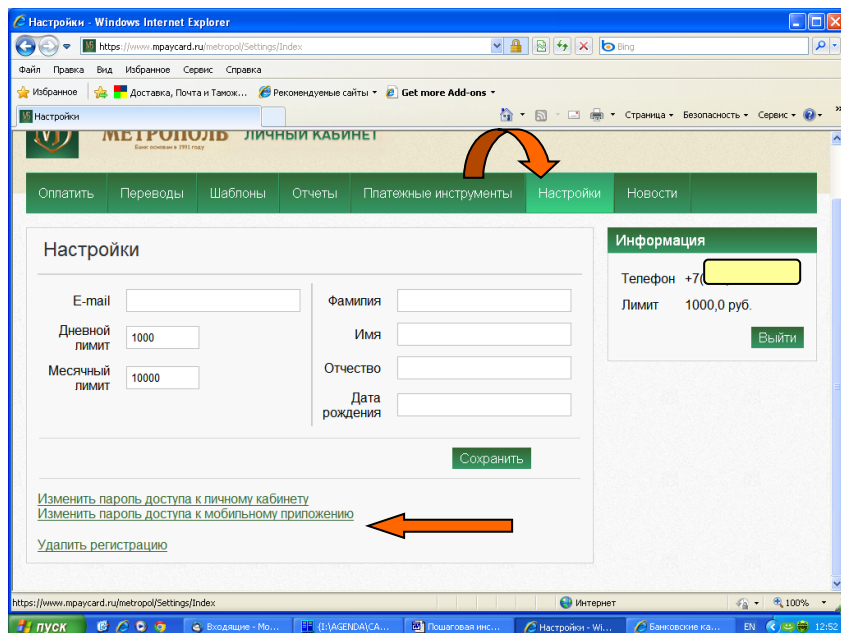 Настройки - Windows Internet Explorer
https://www.mpaycard.ru/metropol/Settings/Index
Bing
Файл Правка Вид Избранное Сервис Справка
Избранное Доставка, Почта и Тамож... Рекомендуемые сайты Get more Add-ons
Настройки
Страница Безопасность Сервис
МЕТРОПОЛЬ ЛИЧНЫЙ КАБИНЕТ
Банк основан в 1991 году
Оплатить Переводы Шаблоны Отчеты Платежные инструменты Настройки Новости
Настройки
Информация
Телефон +7(
Лимит 1000,0 руб.
Выйти
E-mail
Фамилия
Дневной лимит 1000
Имя
Месячный лимит 10000
Отчество
Дата рождения
Сохранить
Изменить пароль доступа к личному кабинету
Изменить пароль доступа к мобильному приложению
Удалить регистрацию
https://www.mpaycard.ru/metropol/Settings/Index
Интернет
100%
пуск
Входящие - Mo...
(I:\AGENDA\CA...
Пошаговая инс...
Настройки - Wi...
Банковские ка...
EN
12:52